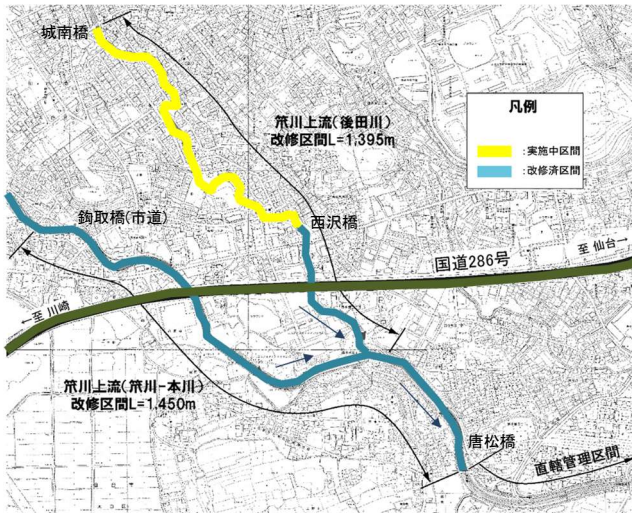 城南橋
凡例
:実施中区間
:改修済区間
笊川上流(後田川)
改修区間L=1,395m
鈎取橋(市道)
西沢橋
国道286号
至 仙台→
←至 川崎
笊川上流(笊川-本川)
改修区間L=1,450m
唐松橋
直轄管理区間